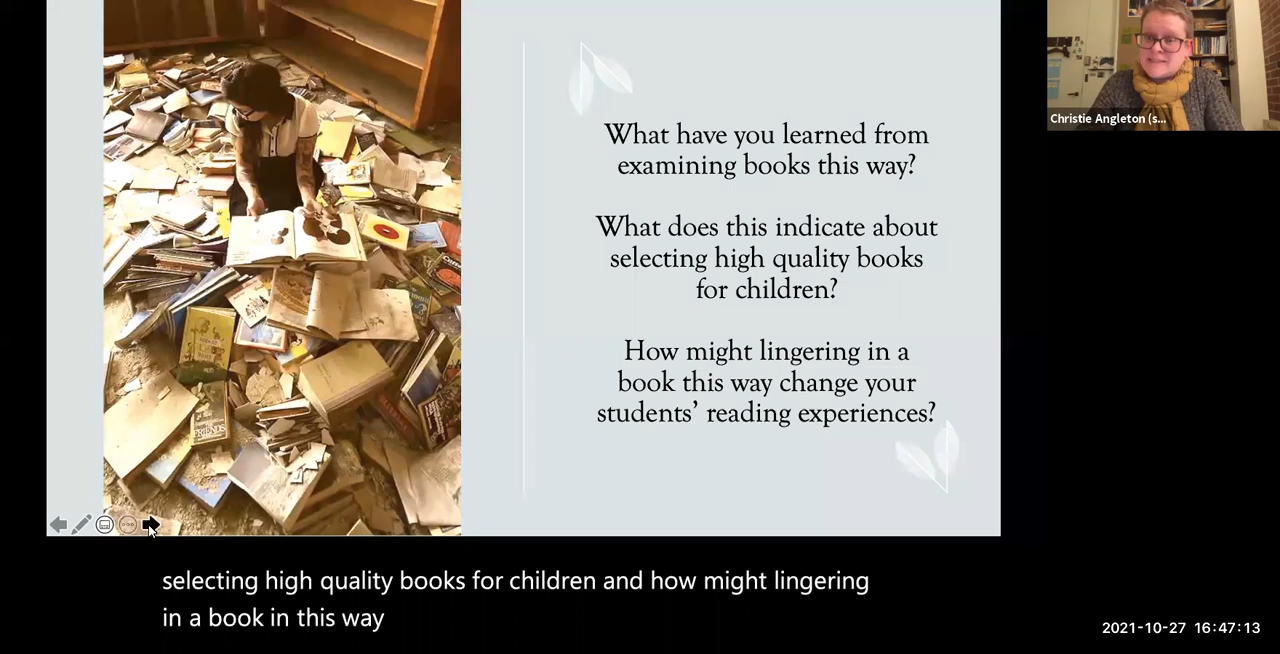 What have you learned from
examining books this way?
What does this indicate about
selecting high quality books
for children?
How might lingering in a
book this way change your
students’ reading experiences?
Christie Angleton (s...
selecting high quality books for children and how might lingering
in a book in this way
2021-10-27 16:47:13